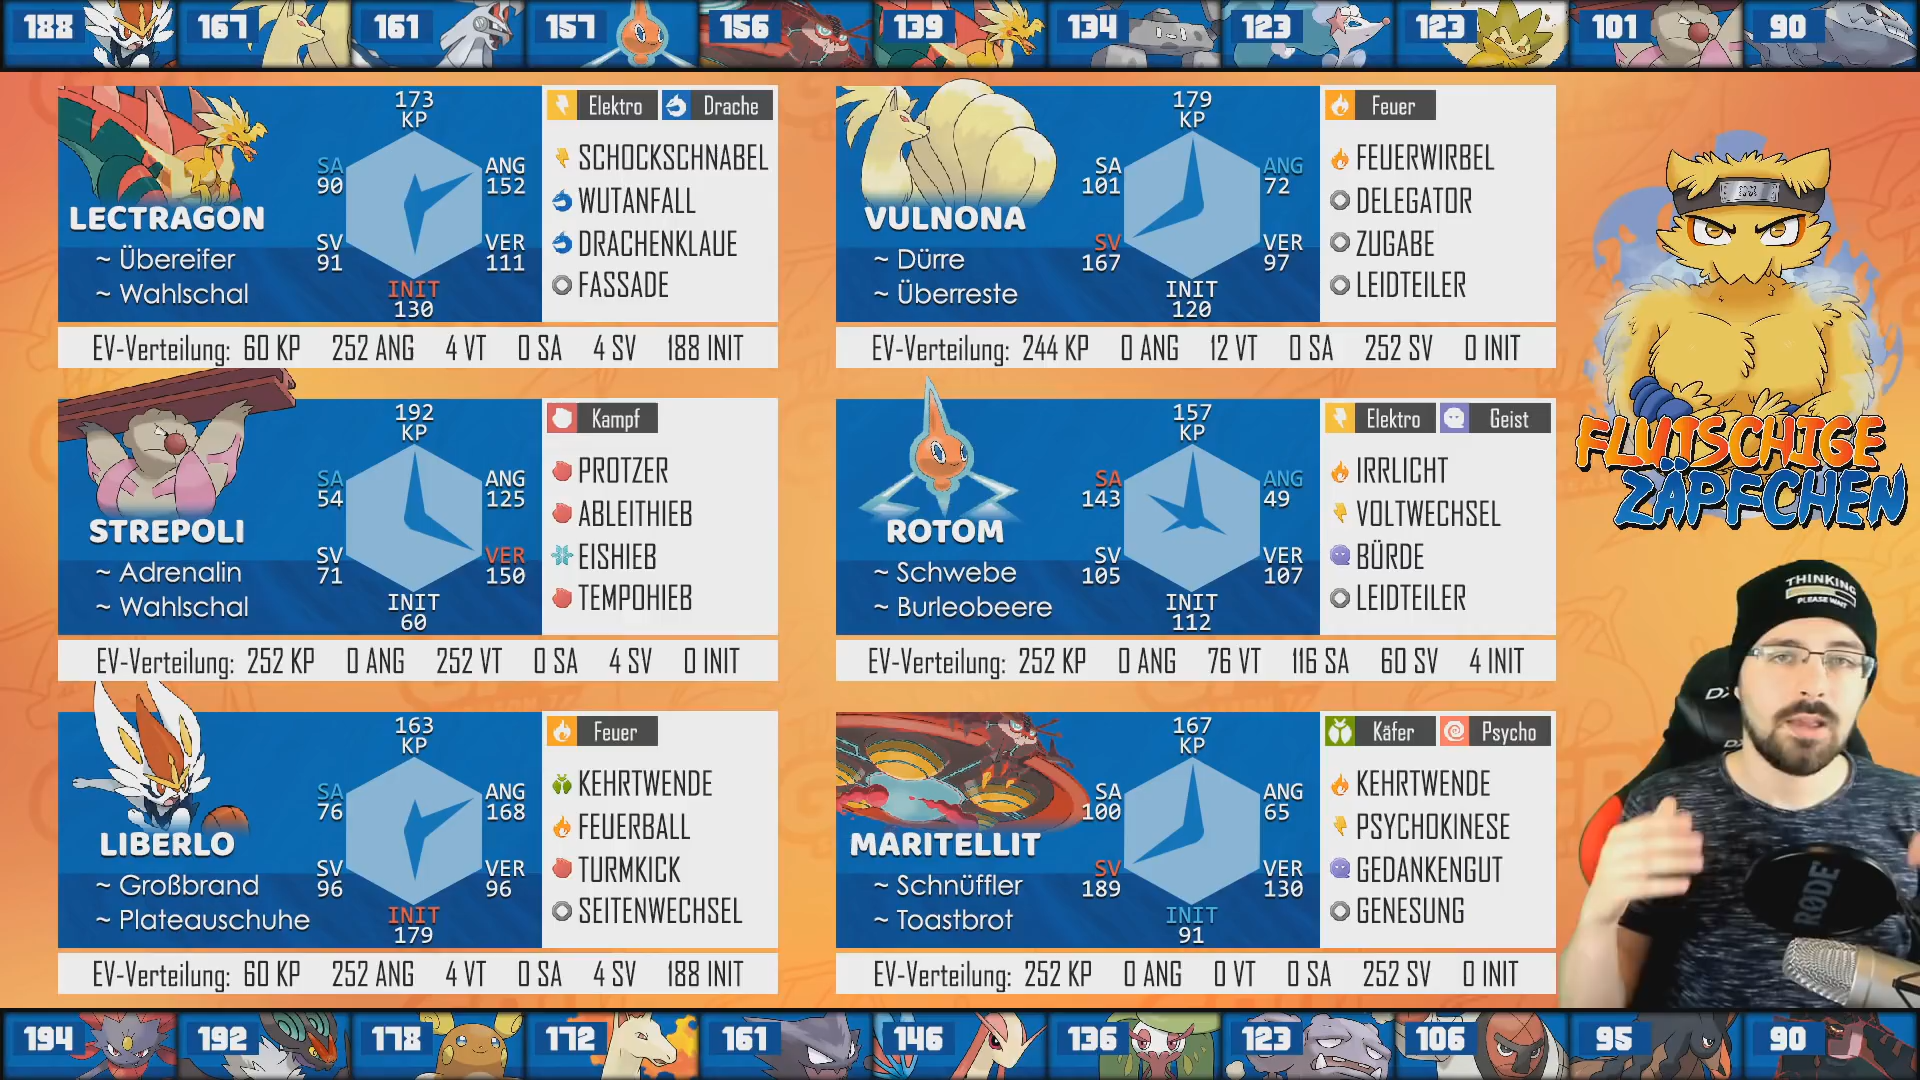 188 167 161 157 156 139 134 123 123 101 90
LECTRAGON
~ Übereifer
~ Wahlschal
173
KP
SA
90
ANG
152
SV
91
VER
111
INIT
130
Elektro Drache
SCHOCKSCHNABEL
WUTANFALL
DRACHENKLAUE
FASSADE
EV-Verteilung: 60 KP 252 ANG 4 VT 0 SA 4 SV 188 INIT
VULNONA
~ Dürre
~ Überreste
179
KP
SA
101
ANG
72
SV
167
VER
97
INIT
120
Feuer
FEUERWIRBEL
DELEGATOR
ZUGABE
LEIDTEILER
EV-Verteilung: 244 KP 0 ANG 12 VT 0 SA 252 SV 0 INIT
STREPOLI
~ Adrenalin
~ Wahlschal
192
KP
SA
54
ANG
125
SV
71
VER
150
INIT
60
Kampf
PROTZER
ABLEITHIEB
EISHIEB
TEMPOHIEB
EV-Verteilung: 252 KP 0 ANG 252 VT 0 SA 4 SV 0 INIT
ROTOM
~ Schwebe
~ Burleobeere
157
KP
SA
143
ANG
49
SV
105
VER
107
INIT
112
Elektro Geist
IRRLICHT
VOLTWECHSEL
BÜRDE
LEIDTEILER
EV-Verteilung: 252 KP 0 ANG 76 VT 116 SA 60 SV 4 INIT
LIBERLO
~ Großbrand
~ Plateauschuhe
163
KP
SA
76
ANG
168
SV
96
VER
96
INIT
179
Feuer
KEHRTWENDE
FEUERBALL
TURMKICK
SEITENWECHSEL
EV-Verteilung: 60 KP 252 ANG 4 VT 0 SA 4 SV 188 INIT
MARITELLIT
~ Schnüffler
~ Toastbrot
167
KP
SA
100
ANG
65
SV
189
VER
130
INIT
91
Käfer Psycho
KEHRTWENDE
PSYCHOKINESE
GEDANKENGUT
GENESUNG
EV-Verteilung: 252 KP 0 ANG 0 VT 0 SA 252 SV 0 INIT
FLUTSCHIGE
ZÄPFCHEN
THINKING
PLEASE WAIT
RØDE
194 192 178 172 161 146 136 123 106 95 90